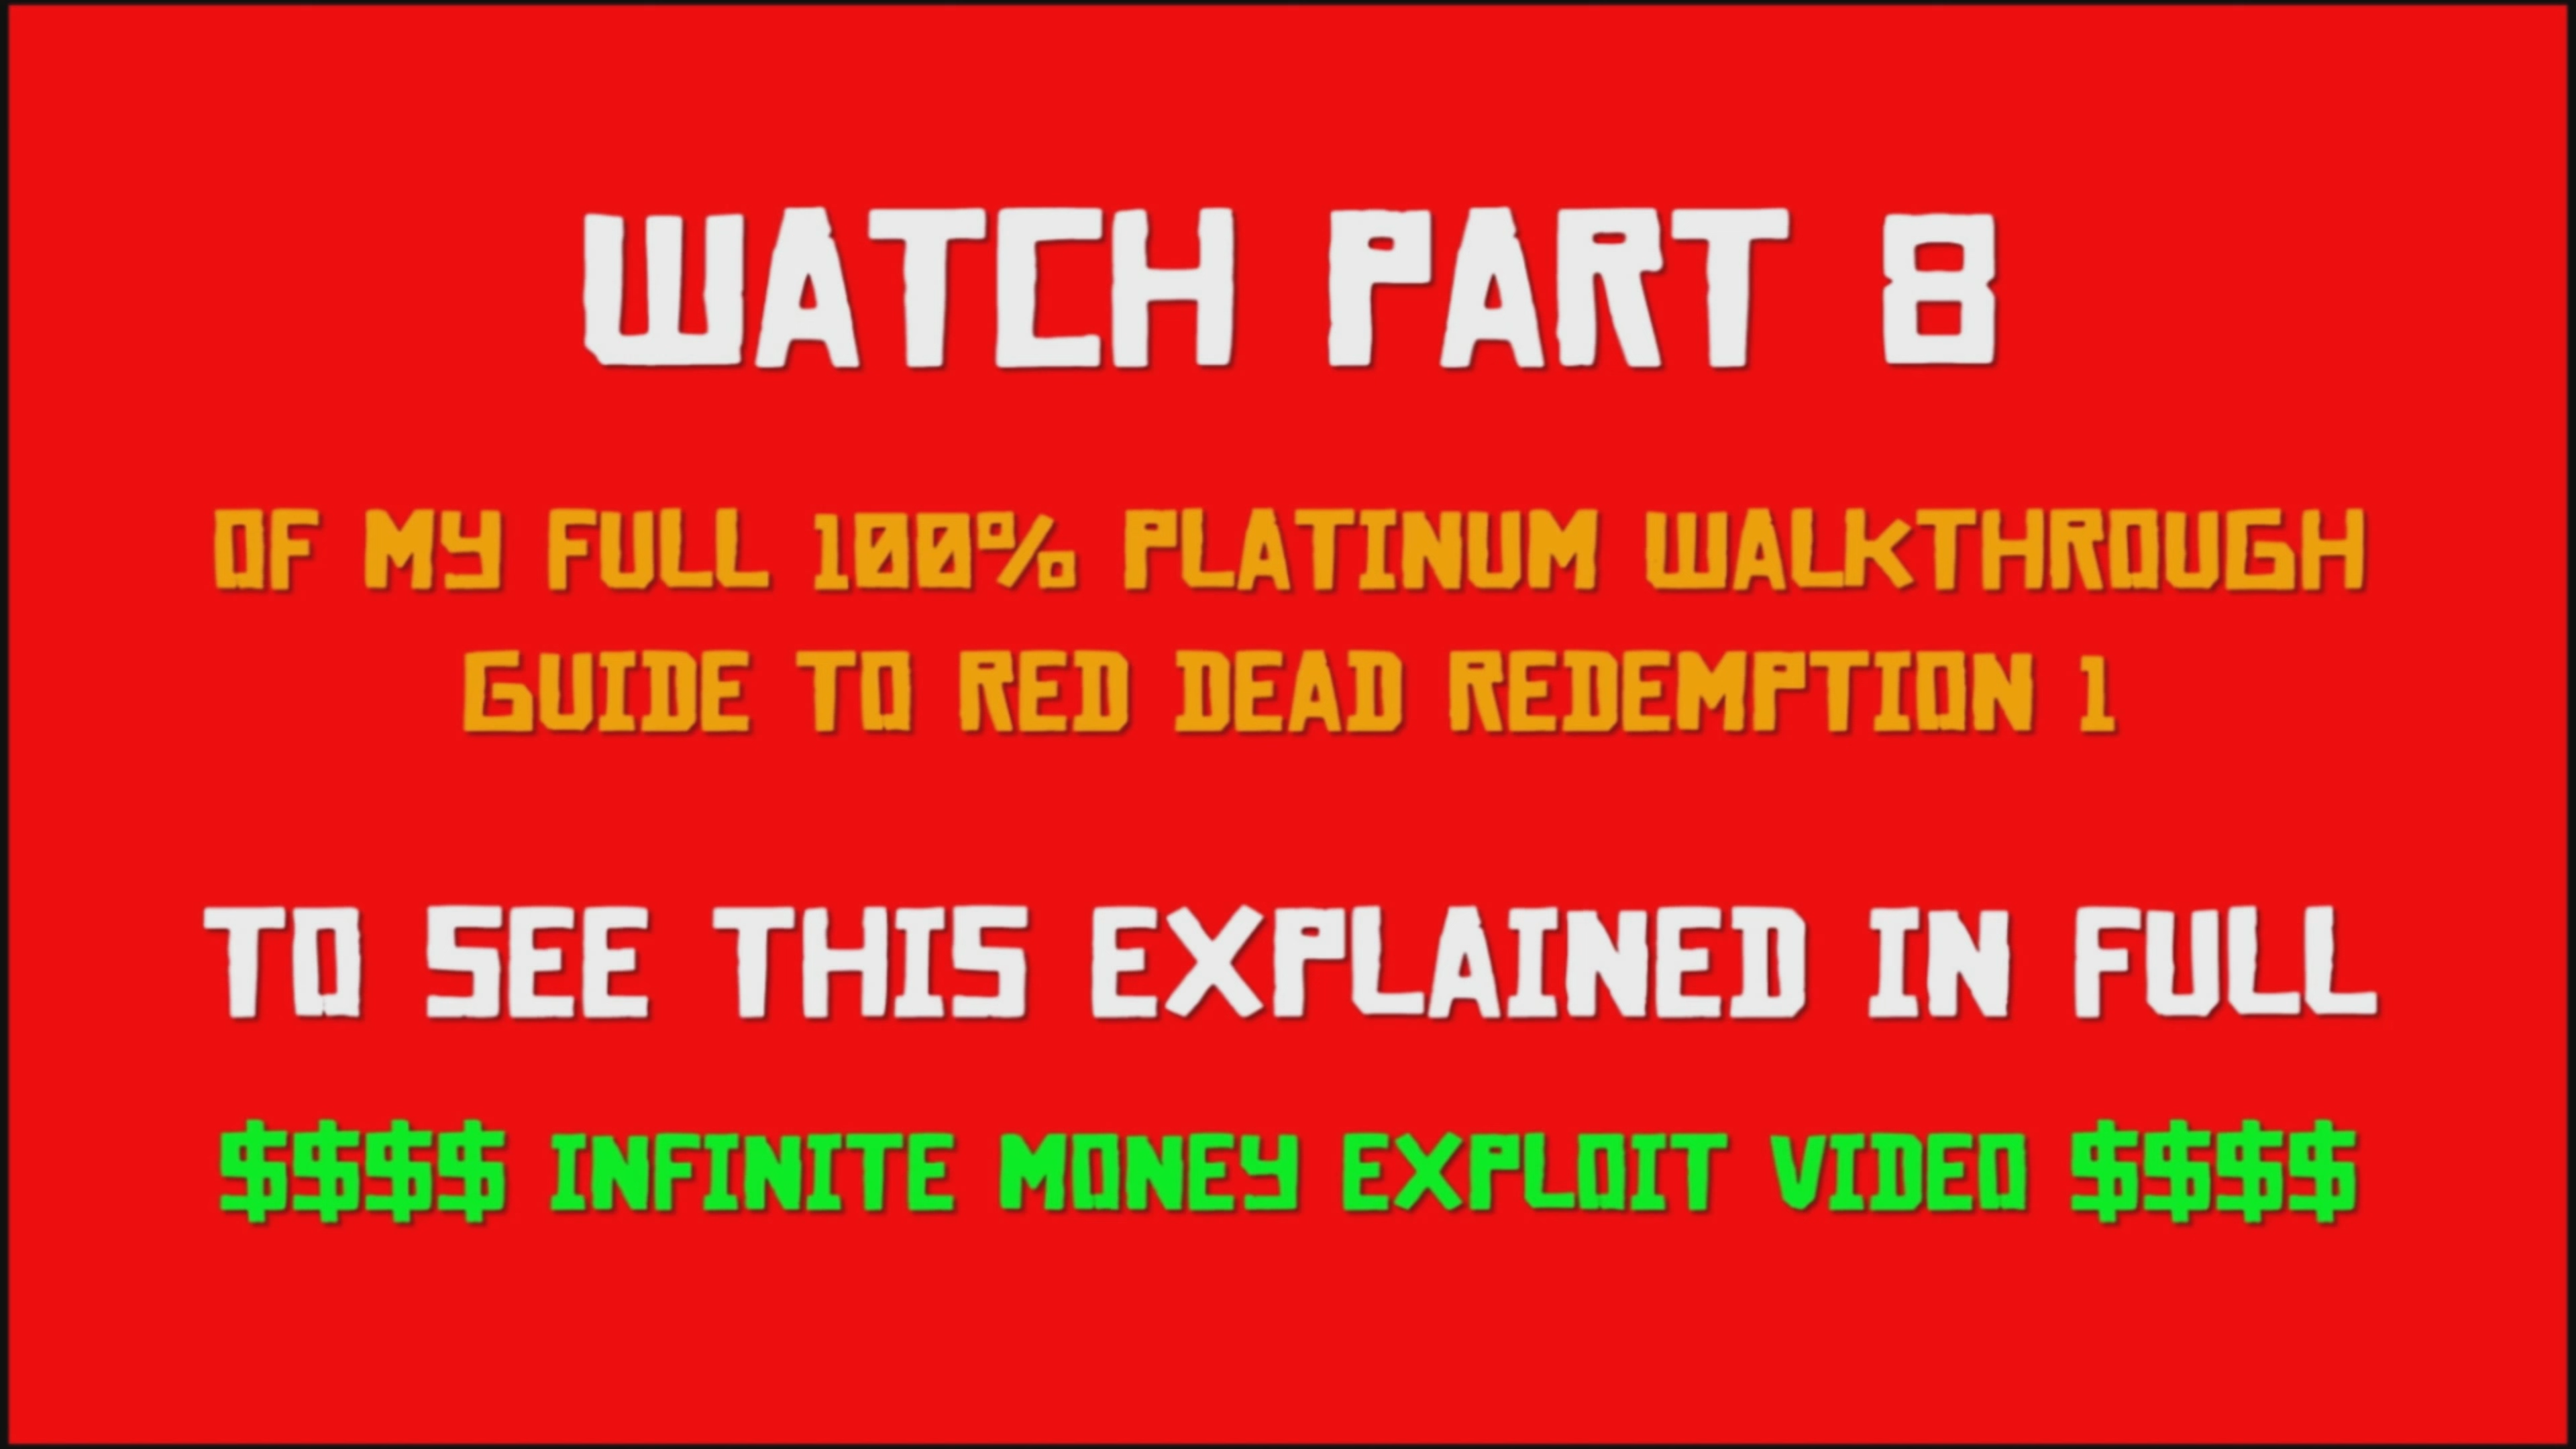 WATCH PART 8
OF MY FULL 100% PLATINUM WALKTHROUGH
GUIDE TO RED DEAD REDEMPTION 1
TO SEE THIS EXPLAINED IN FULL
$$$$ INFINITE MONEY EXPLOIT VIDEO $$$$